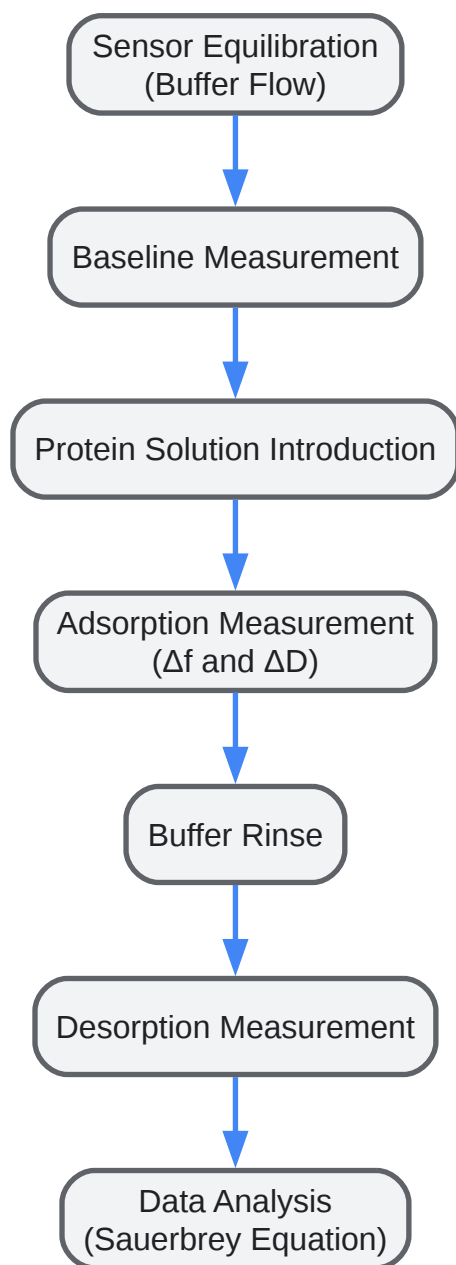 Sensor Equilibration
(Buffer Flow)
Baseline Measurement
Protein Solution Introduction
Adsorption Measurement
(Δf and ΔD)
Buffer Rinse
Desorption Measurement
Data Analysis
(Sauerbrey Equation)